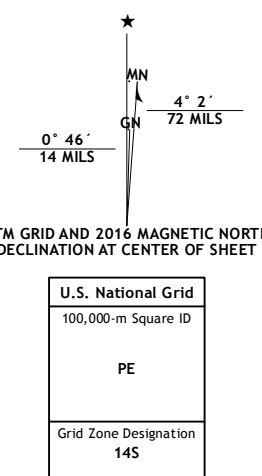 ★
MN
4° 2´
72 MILS
GN
0° 46´
14 MILS
TM GRID AND 2016 MAGNETIC NORTH
DECLINATION AT CENTER OF SHEET
U.S. National Grid
100,000-m Square ID
PE
Grid Zone Designation
14S